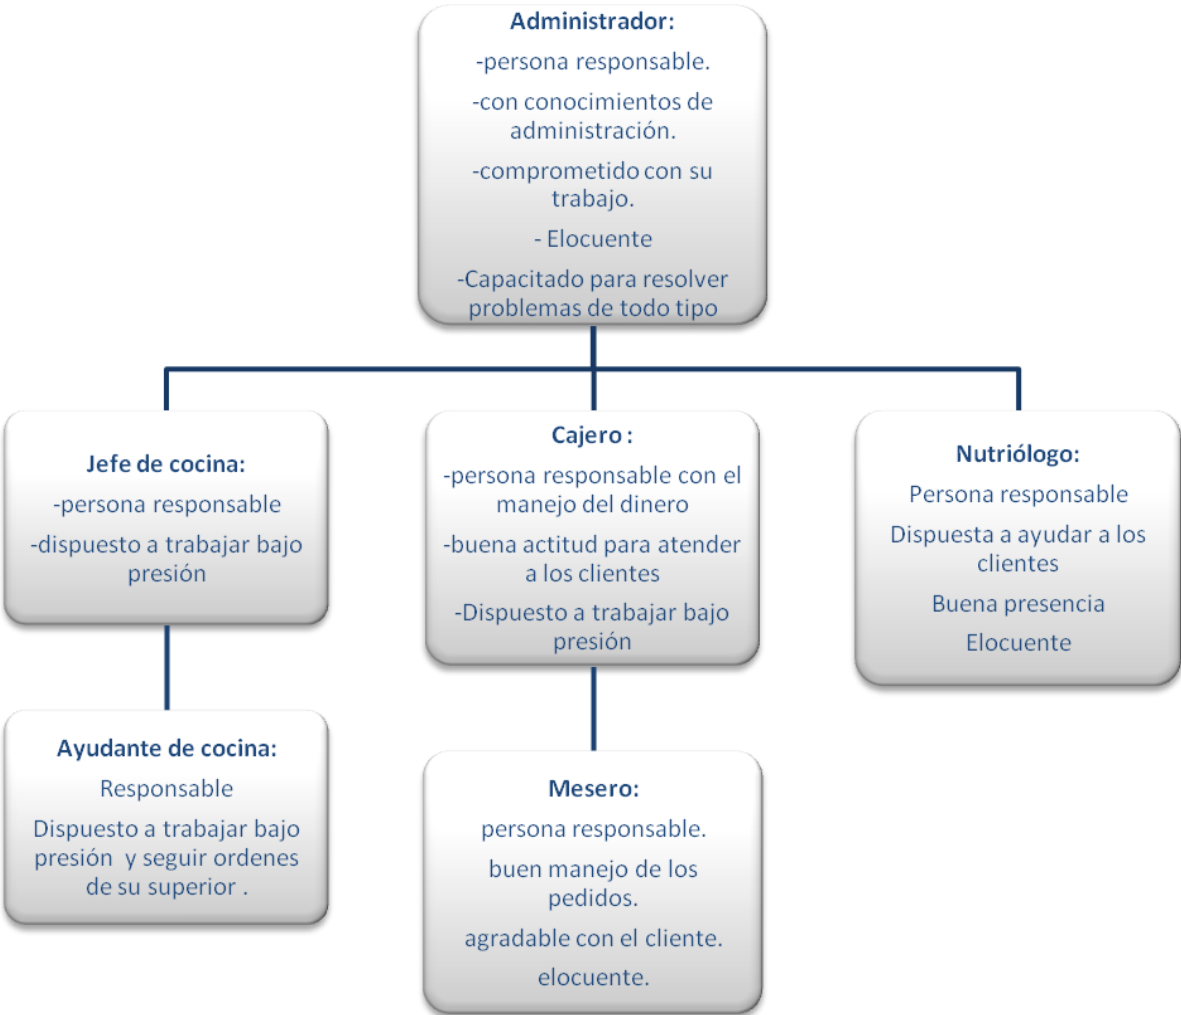 Administrador:
-persona responsable.
-con conocimientos de
administración.
-comprometido con su
trabajo.
- Elocuente
-Capacitado para resolver
problemas de todo tipo
Jefe de cocina:
-persona responsable
-dispuesto a trabajar bajo
presión
Cajero :
-persona responsable con el
manejo del dinero
-buena actitud para atender
a los clientes
-Dispuesto a trabajar bajo
presión
Nutriólogo:
Persona responsable
Dispuesta a ayudar a los
clientes
Buena presencia
Elocuente
Ayudante de cocina:
Responsable
Dispuesto a trabajar bajo
presión  y seguir ordenes
de su superior .
Mesero:
persona responsable.
buen manejo de los
pedidos.
agradable con el cliente.
elocuente.